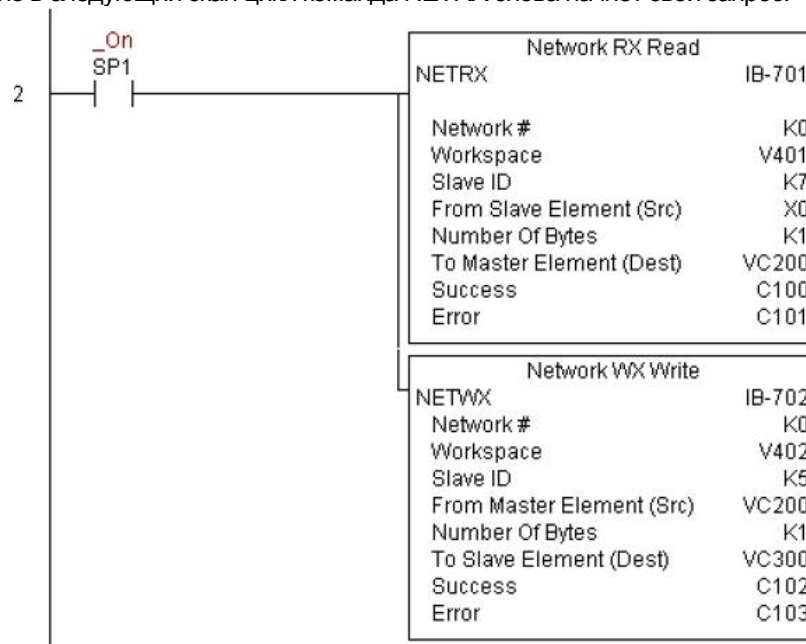 _On
SP1
2
Network RX Read
NETRX IB-701
Network # K0
Workspace V401
Slave ID K7
From Slave Element (Src) X0
Number Of Bytes K1
To Master Element (Dest) VC200
Success C100
Error C101
Network WX Write
NETWX IB-702
Network # K0
Workspace V402
Slave ID K5
From Master Element (Src) VC200
Number Of Bytes K1
To Slave Element (Dest) VC300
Success C102
Error C103